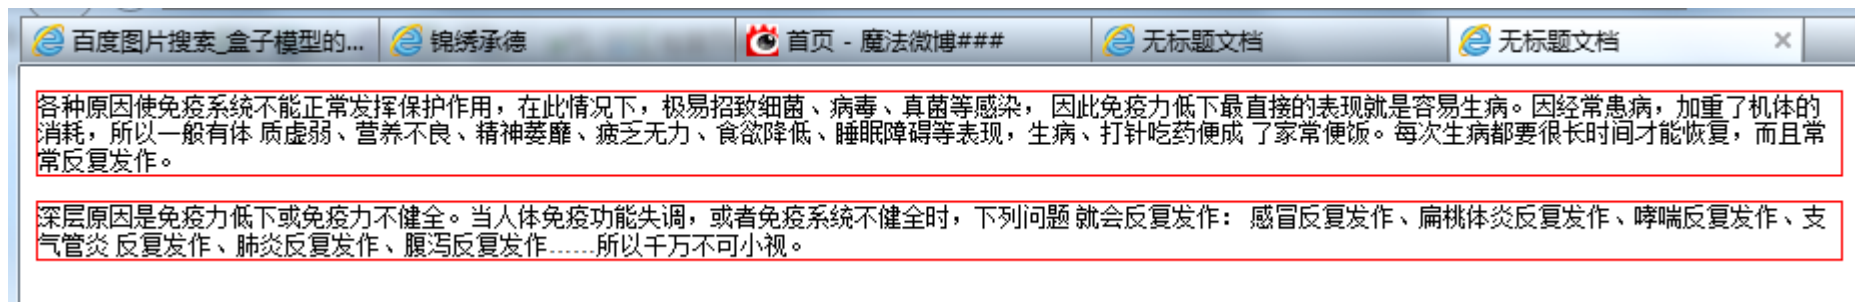 百度图片搜索_盒子模型的... 锦绣承德 首页 - 魔法微博### 无标题文档 无标题文档 ×
各种原因使免疫系统不能正常发挥保护作用，在此情况下，极易招致细菌、病毒、真菌等感染， 因此免疫力低下最直接的表现就是容易生病。因经常患病，加重了机体的
消耗，所以一般有体 质虚弱、营养不良、精神萎靡、疲乏无力、食欲降低、睡眠障碍等表现，生病、打针吃药便成 了家常便饭。每次生病都要很长时间才能恢复，而且常
常反复发作。
深层原因是免疫力低下或免疫力不健全。当人体免疫功能失调，或者免疫系统不健全时，下列问题 就会反复发作： 感冒反复发作、扁桃体炎反复发作、哮喘反复发作、支
气管炎 反复发作、肺炎反复发作、腹泻反复发作……所以千万不可小视。